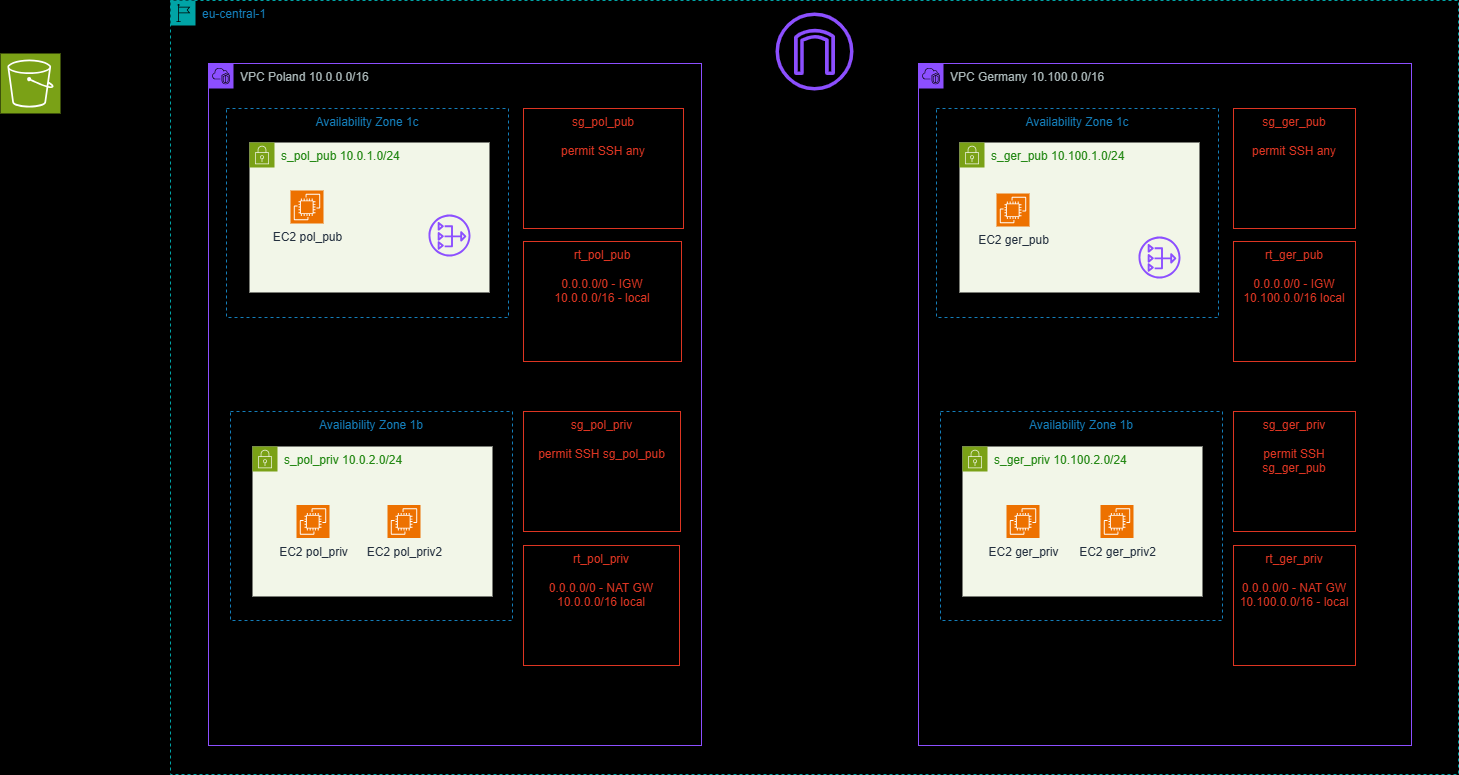 eu-central-1
VPC Poland 10.0.0.0/16
Availability Zone 1c
s_pol_pub 10.0.1.0/24
EC2 pol_pub
sg_pol_pub
permit SSH any
rt_pol_pub
0.0.0.0/0 - IGW
10.0.0.0/16 - local
Availability Zone 1b
s_pol_priv 10.0.2.0/24
EC2 pol_priv
EC2 pol_priv2
sg_pol_priv
permit SSH sg_pol_pub
rt_pol_priv
0.0.0.0/0 - NAT GW
10.0.0.0/16 local
VPC Germany 10.100.0.0/16
Availability Zone 1c
s_ger_pub 10.100.1.0/24
EC2 ger_pub
sg_ger_pub
permit SSH any
rt_ger_pub
0.0.0.0/0 - IGW
10.100.0.0/16 local
Availability Zone 1b
s_ger_priv 10.100.2.0/24
EC2 ger_priv
EC2 ger_priv2
sg_ger_priv
permit SSH
sg_ger_pub
rt_ger_priv
0.0.0.0/0 - NAT GW
10.100.0.0/16 - local